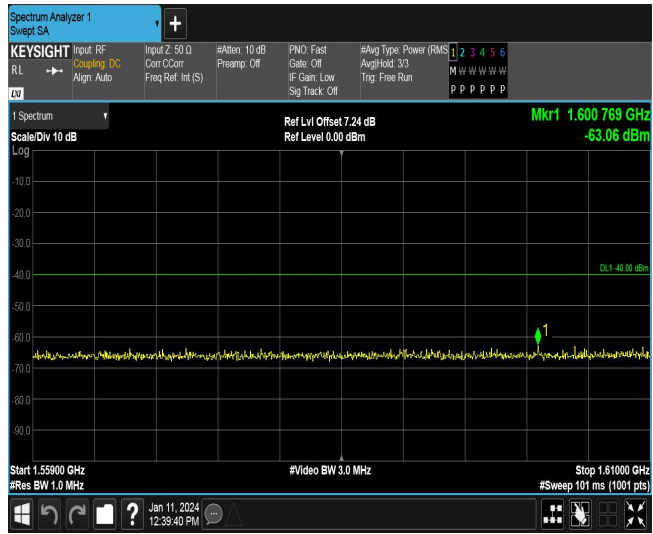 Spectrum Analyzer 1
Swept SA
+
KEYSIGHT
RL
LXI
Input: RF
Coupling: DC
Align: Auto
Input Z: 50 Ω
Corr CCorr
Freq Ref: Int (S)
#Atten: 10 dB
Preamp: Off
PNO: Fast
Gate: Off
IF Gain: Low
Sig Track: Off
#Avg Type: Power (RMS
Avg|Hold: 3/3
Trig: Free Run
1 2 3 4 5 6
M W W W W W
P P P P P P
1 Spectrum
Scale/Div 10 dB
Ref Lvl Offset 7.24 dB
Ref Level 0.00 dBm
Mkr1 1.600 769 GHz
-63.06 dBm
Log
-10.0
-20.0
-30.0
-40.0
DL1 -40.00 dBm
-50.0
-60.0
1
-70.0
-80.0
-90.0
Start 1.55900 GHz
#Res BW 1.0 MHz
#Video BW 3.0 MHz
Stop 1.61000 GHz
#Sweep 101 ms (1001 pts)
?
Jan 11, 2024
12:39:40 PM